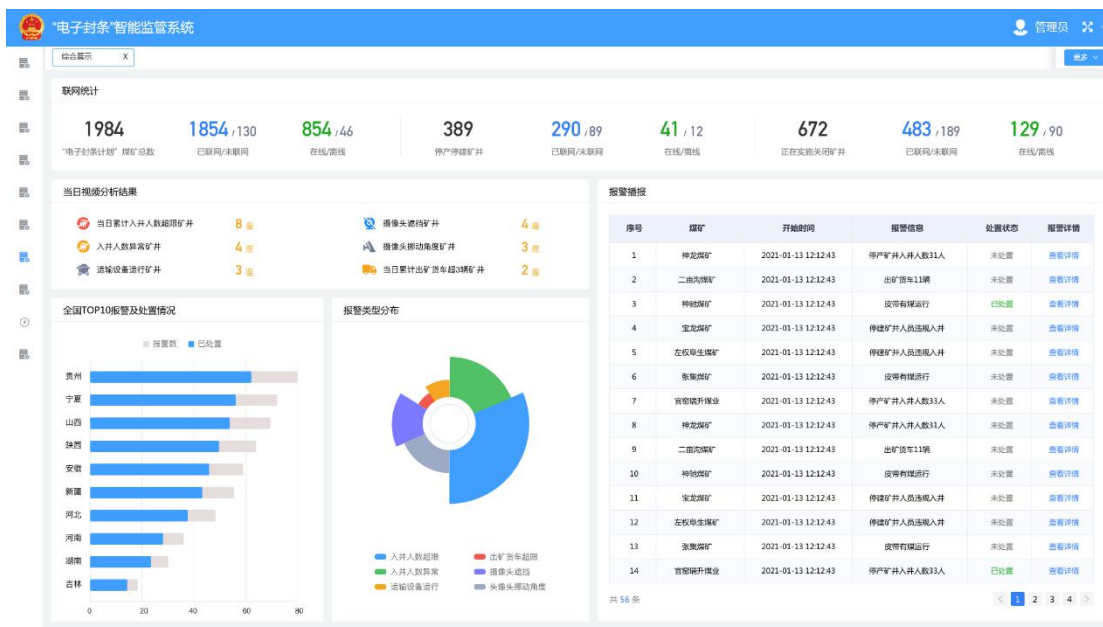 "电子封条"智能监管系统 管理员
综合展示 X 更多
联网统计
1984 1854 /130 854 /46 389 290 /89 41 /12 672 483 /189 129 /90
"电子封条计划" 煤矿总数 已联网/未联网 在线/离线 停产停建矿井 已联网/未联网 在线/离线 正在实施关闭矿井 已联网/未联网 在线/离线
当日视频分析结果
当日累计入井人数超限矿井 8 座 摄像头遮挡矿井 4 座
入井人数异常矿井 4 座 摄像头挪动角度矿井 3 座
运输设备运行矿井 3 座 当日累计出矿货车超3辆矿井 2 座
全国TOP10报警及处置情况
报警数 已处置
贵州
宁夏
山西
陕西
安徽
新疆
河北
河南
湖南
吉林
0 20 40 60 80
报警类型分布
入井人数超限 出矿货车超限
入井人数异常 摄像头遮挡
运输设备运行 头像头挪动角度
报警播报
序号 煤矿 开始时间 报警信息 处置状态 报警详情
1 神龙煤矿 2021-01-13 12:12:43 停产矿井入井人数31人 未处置 查看详情
2 二亩沟煤矿 2021-01-13 12:12:43 出矿货车11辆 未处置 查看详情
3 神驰煤矿 2021-01-13 12:12:43 皮带有煤运行 已处置 查看详情
4 宝龙煤矿 2021-01-13 12:12:43 停建矿井人员违规入井 未处置 查看详情
5 左权阜生煤矿 2021-01-13 12:12:43 停建矿井人员违规入井 未处置 查看详情
6 张集煤矿 2021-01-13 12:12:43 皮带有煤运行 未处置 查看详情
7 官窑瑞升煤业 2021-01-13 12:12:43 停产矿井入井人数33人 未处置 查看详情
8 神龙煤矿 2021-01-13 12:12:43 停产矿井入井人数31人 未处置 查看详情
9 二亩沟煤矿 2021-01-13 12:12:43 出矿货车11辆 未处置 查看详情
10 神驰煤矿 2021-01-13 12:12:43 皮带有煤运行 未处置 查看详情
11 宝龙煤矿 2021-01-13 12:12:43 停建矿井人员违规入井 未处置 查看详情
12 左权阜生煤矿 2021-01-13 12:12:43 停建矿井人员违规入井 未处置 查看详情
13 张集煤矿 2021-01-13 12:12:43 皮带有煤运行 未处置 查看详情
14 官窑瑞升煤业 2021-01-13 12:12:43 停产矿井入井人数33人 已处置 查看详情
共 56 条 < 1 2 3 4 >